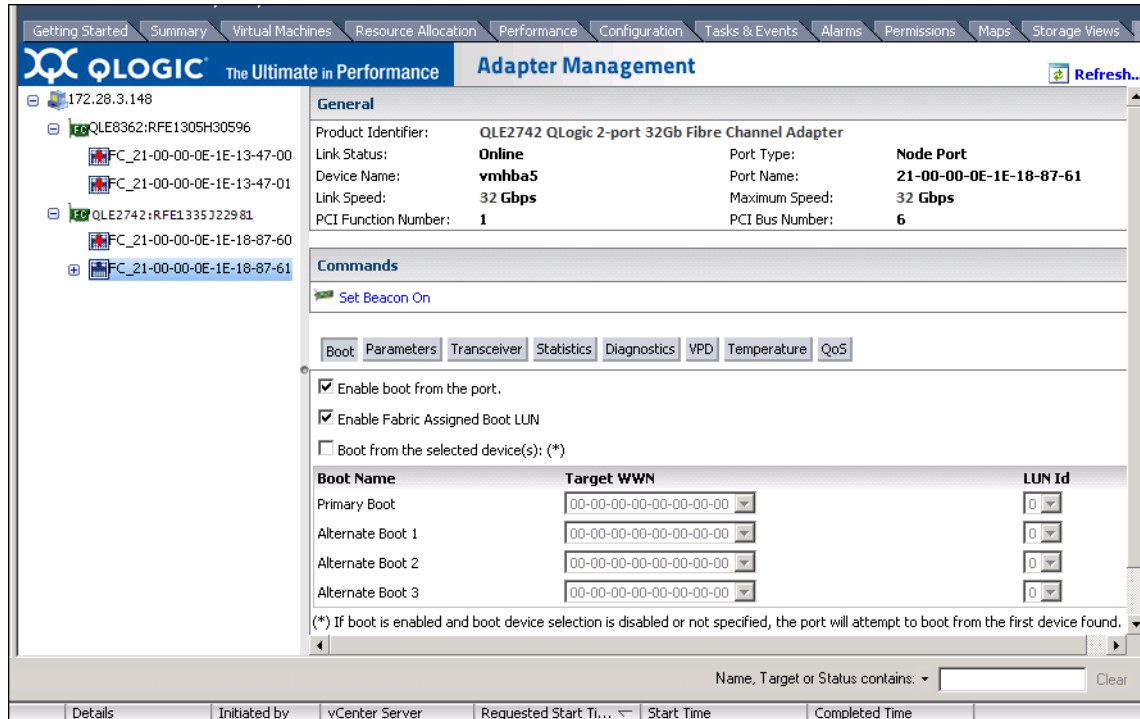 Getting Started Summary Virtual Machines Resource Allocation Performance Configuration Tasks & Events Alarms Permissions Maps Storage Views
QLOGIC The Ultimate in Performance Adapter Management Refresh...
172.28.3.148
QLE8362:RFE1305H30596
FC_21-00-00-0E-1E-13-47-00
FC_21-00-00-0E-1E-13-47-01
QLE2742:RFE1335J22981
FC_21-00-00-0E-1E-18-87-60
FC_21-00-00-0E-1E-18-87-61
General
Product Identifier: QLE2742 QLogic 2-port 32Gb Fibre Channel Adapter
Link Status: Online Port Type: Node Port
Device Name: vmhba5 Port Name: 21-00-00-0E-1E-18-87-61
Link Speed: 32 Gbps Maximum Speed: 32 Gbps
PCI Function Number: 1 PCI Bus Number: 6
Commands
Set Beacon On
Boot Parameters Transceiver Statistics Diagnostics VPD Temperature QoS
Enable boot from the port.
Enable Fabric Assigned Boot LUN
Boot from the selected device(s): (*)
Boot Name Target WWN LUN Id
Primary Boot 00-00-00-00-00-00-00-00 0
Alternate Boot 1 00-00-00-00-00-00-00-00 0
Alternate Boot 2 00-00-00-00-00-00-00-00 0
Alternate Boot 3 00-00-00-00-00-00-00-00 0
(*) If boot is enabled and boot device selection is disabled or not specified, the port will attempt to boot from the first device found.
Name, Target or Status contains: Clear
Details Initiated by vCenter Server Requested Start Ti... Start Time Completed Time